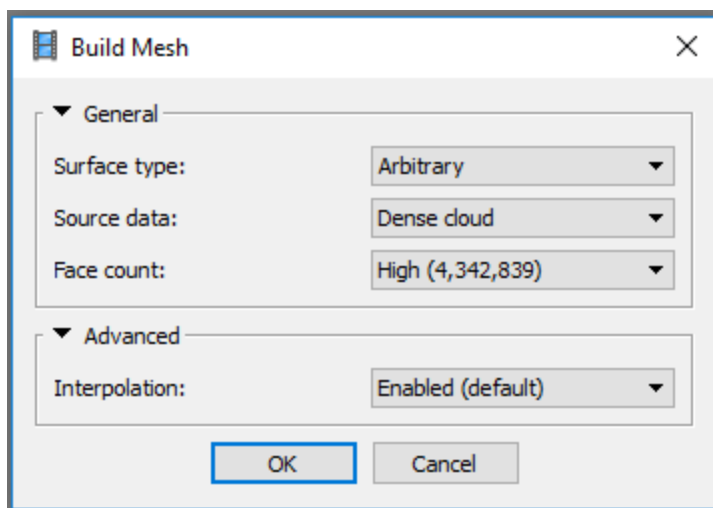 Build Mesh
General
Surface type: Arbitrary
Source data: Dense cloud
Face count: High (4,342,839)
Advanced
Interpolation: Enabled (default)
OK Cancel